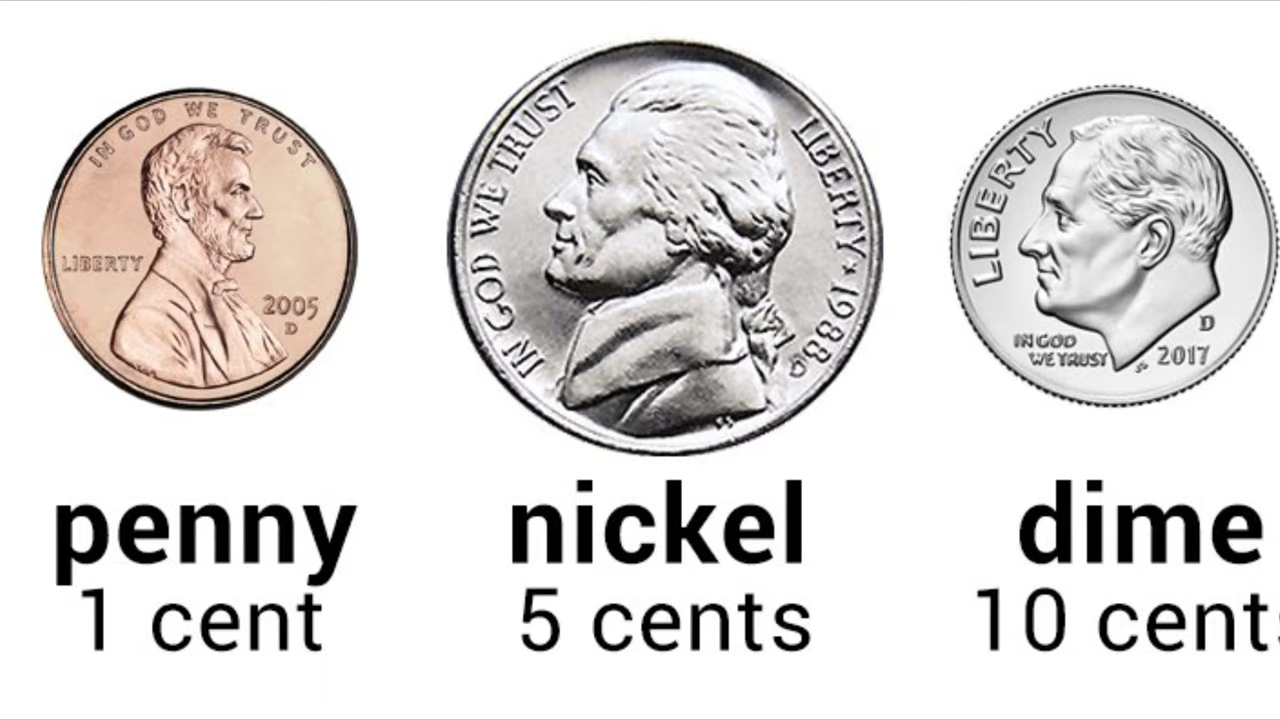 IN GOD WE TRUST
LIBERTY
2005
D
IN GOD WE TRUST
LIBERTY 1988
LIBERTY
IN GOD
WE TRUST
2017
D
penny
1 cent
nickel
5 cents
dime
10 cents